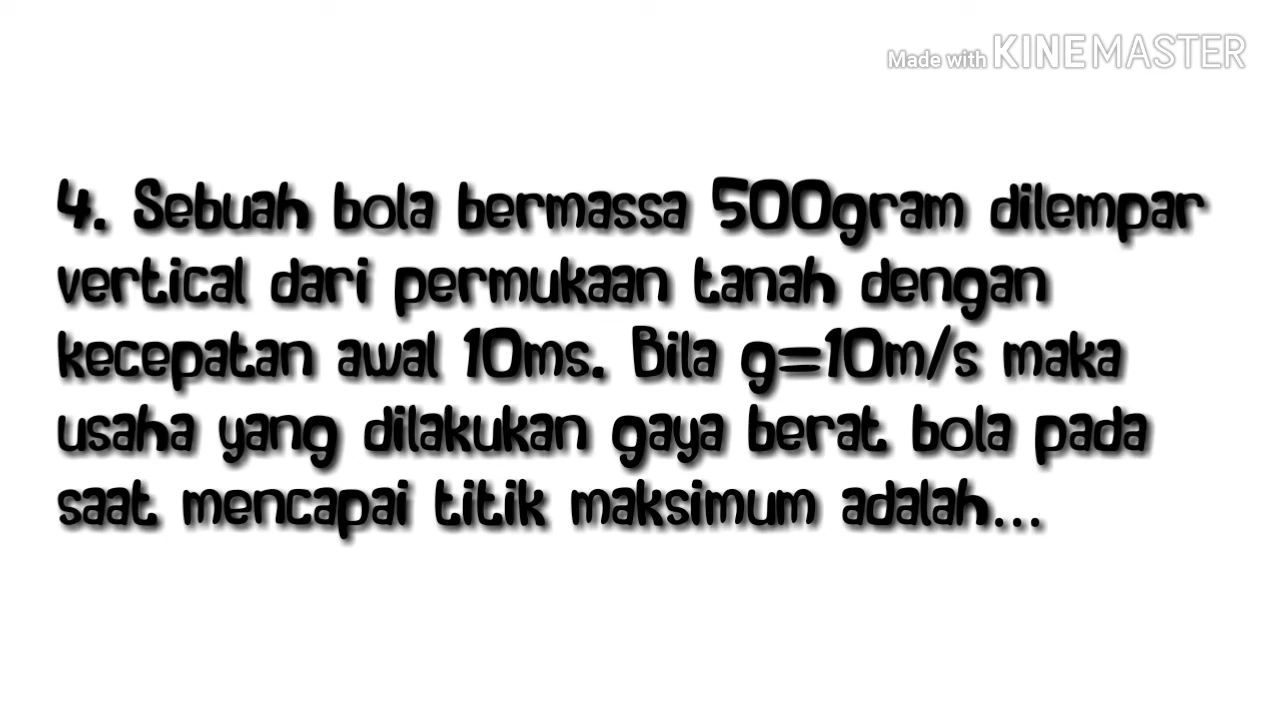 Made with KINEMASTER
4. Sebuah bola bermassa 500gram dilempar
vertical dari permukaan tanah dengan
kecepatan awal 10ms. Bila g=10m/s maka
usaha yang dilakukan gaya berat bola pada
saat mencapai titik maksimum adalah...